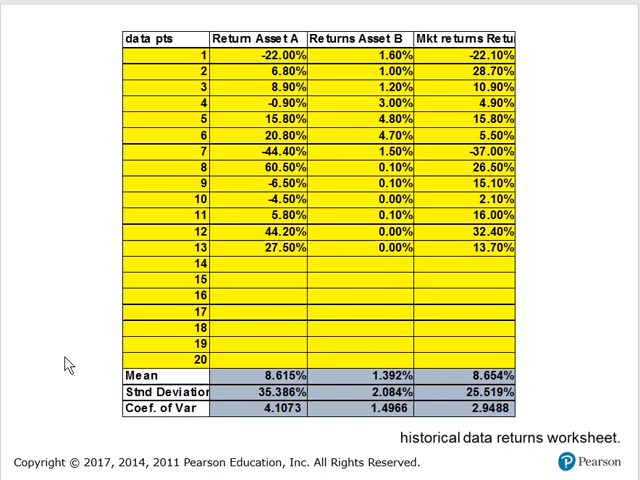 data pts Return Asset A Returns Asset B Mkt returns Retu
1 -22.00% 1.60% -22.10%
2 6.80% 1.00% 28.70%
3 8.90% 1.20% 10.90%
4 -0.90% 3.00% 4.90%
5 15.80% 4.80% 15.80%
6 20.80% 4.70% 5.50%
7 -44.40% 1.50% -37.00%
8 60.50% 0.10% 26.50%
9 -6.50% 0.10% 15.10%
10 -4.50% 0.00% 2.10%
11 5.80% 0.10% 16.00%
12 44.20% 0.00% 32.40%
13 27.50% 0.00% 13.70%
14
15
16
17
18
19
20
Mean 8.615% 1.392% 8.654%
Stnd Deviation 35.386% 2.084% 25.519%
Coef. of Var 4.1073 1.4966 2.9488
historical data returns worksheet.
Copyright © 2017, 2014, 2011 Pearson Education, Inc. All Rights Reserved.
P Pearson